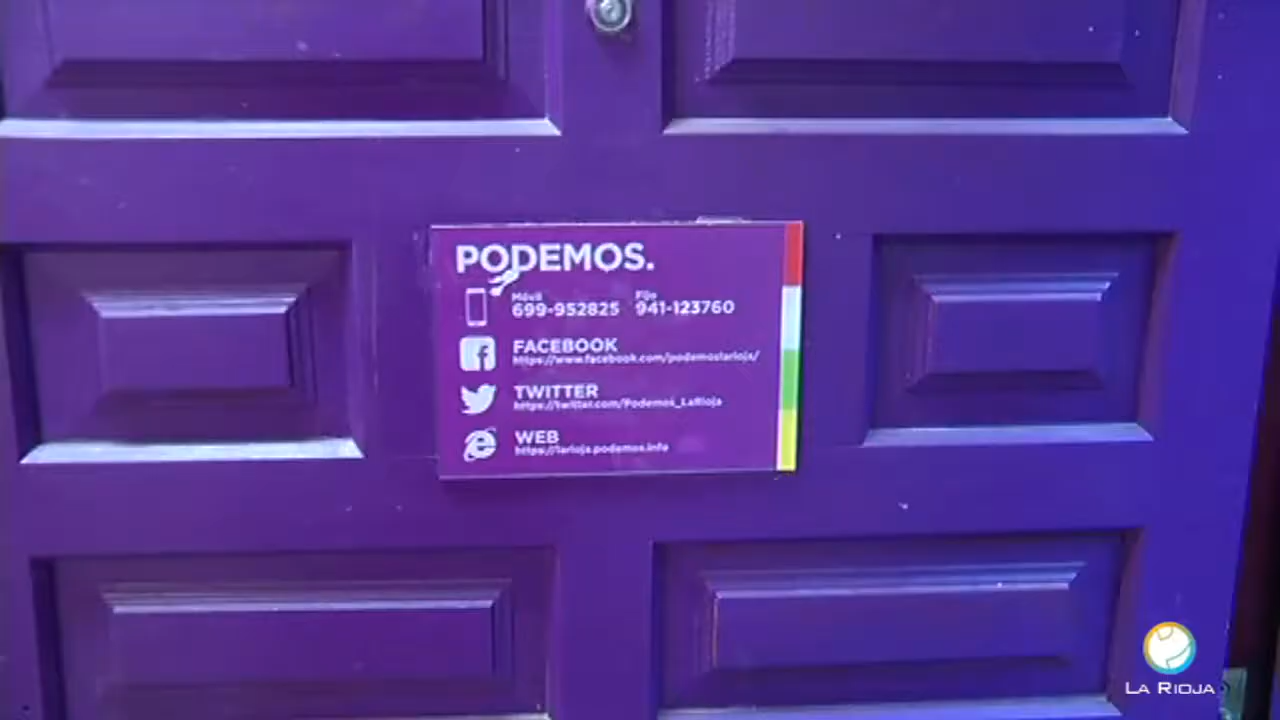 PODEMOS.
Móvil Fijo
699-952825 941-123760
FACEBOOK
https://www.facebook.com/podemoslarioja/
TWITTER
https://twitter.com/Podemos_LaRioja
WEB
https://larioja.podemos.info
LA RIOJA